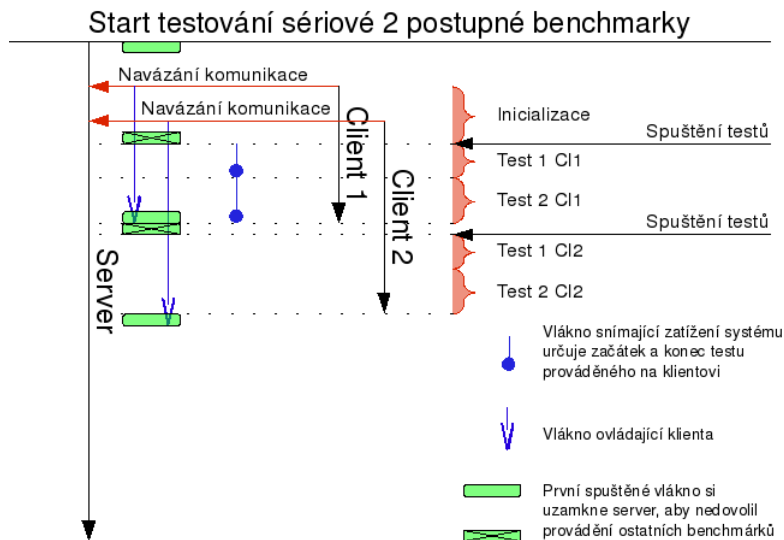 Start testování sériové 2 postupné benchmarky
Navázání komunikace
Navázání komunikace
Client 1
Client 2
Server
Inicializace
Spuštění testů
Test 1 Cl1
Test 2 Cl1
Spuštění testů
Test 1 Cl2
Test 2 Cl2
Vlákno snímající zatížení systému
určuje začátek a konec testu
prováděného na klientovi
Vlákno ovládající klienta
První spuštěné vlákno si
uzamkne server, aby nedovolil
provádění ostatních benchmárků